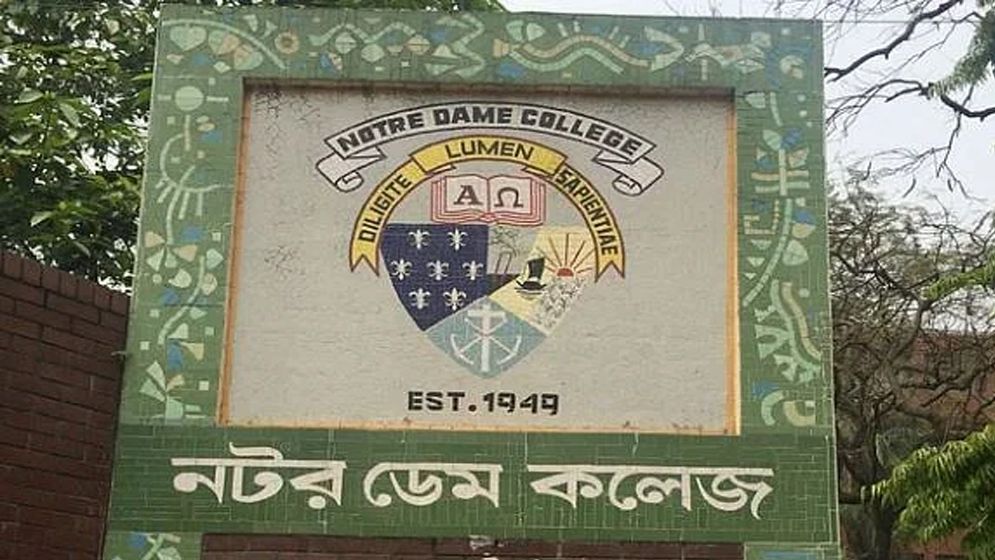 NOTRE DAME COLLEGE
DILIGITE LUMEN SAPIENTIAE
Α Ω
EST. 1949
নটর ডেম কলেজ